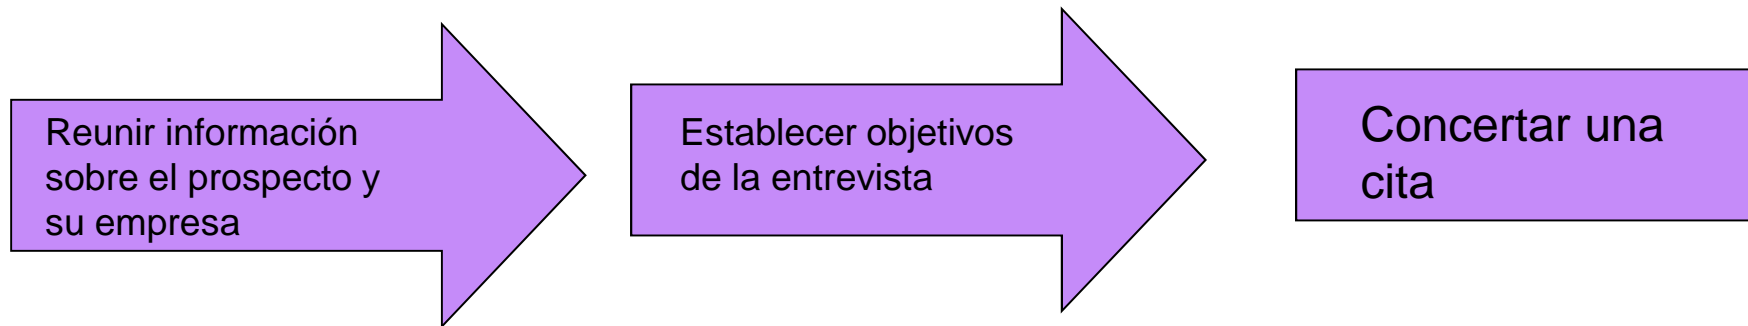 Reunir información
sobre el prospecto y
su empresa
Establecer objetivos
de la entrevista
Concertar una
cita